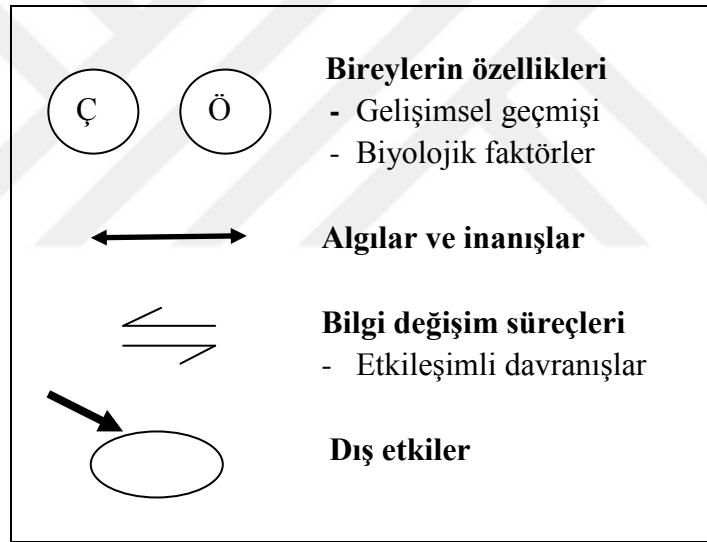 Ç Ö
Bireylerin özellikleri
- Gelişimsel geçmişi
- Biyolojik faktörler
Algılar ve inanışlar
Bilgi değişim süreçleri
- Etkileşimli davranışlar
Dış etkiler